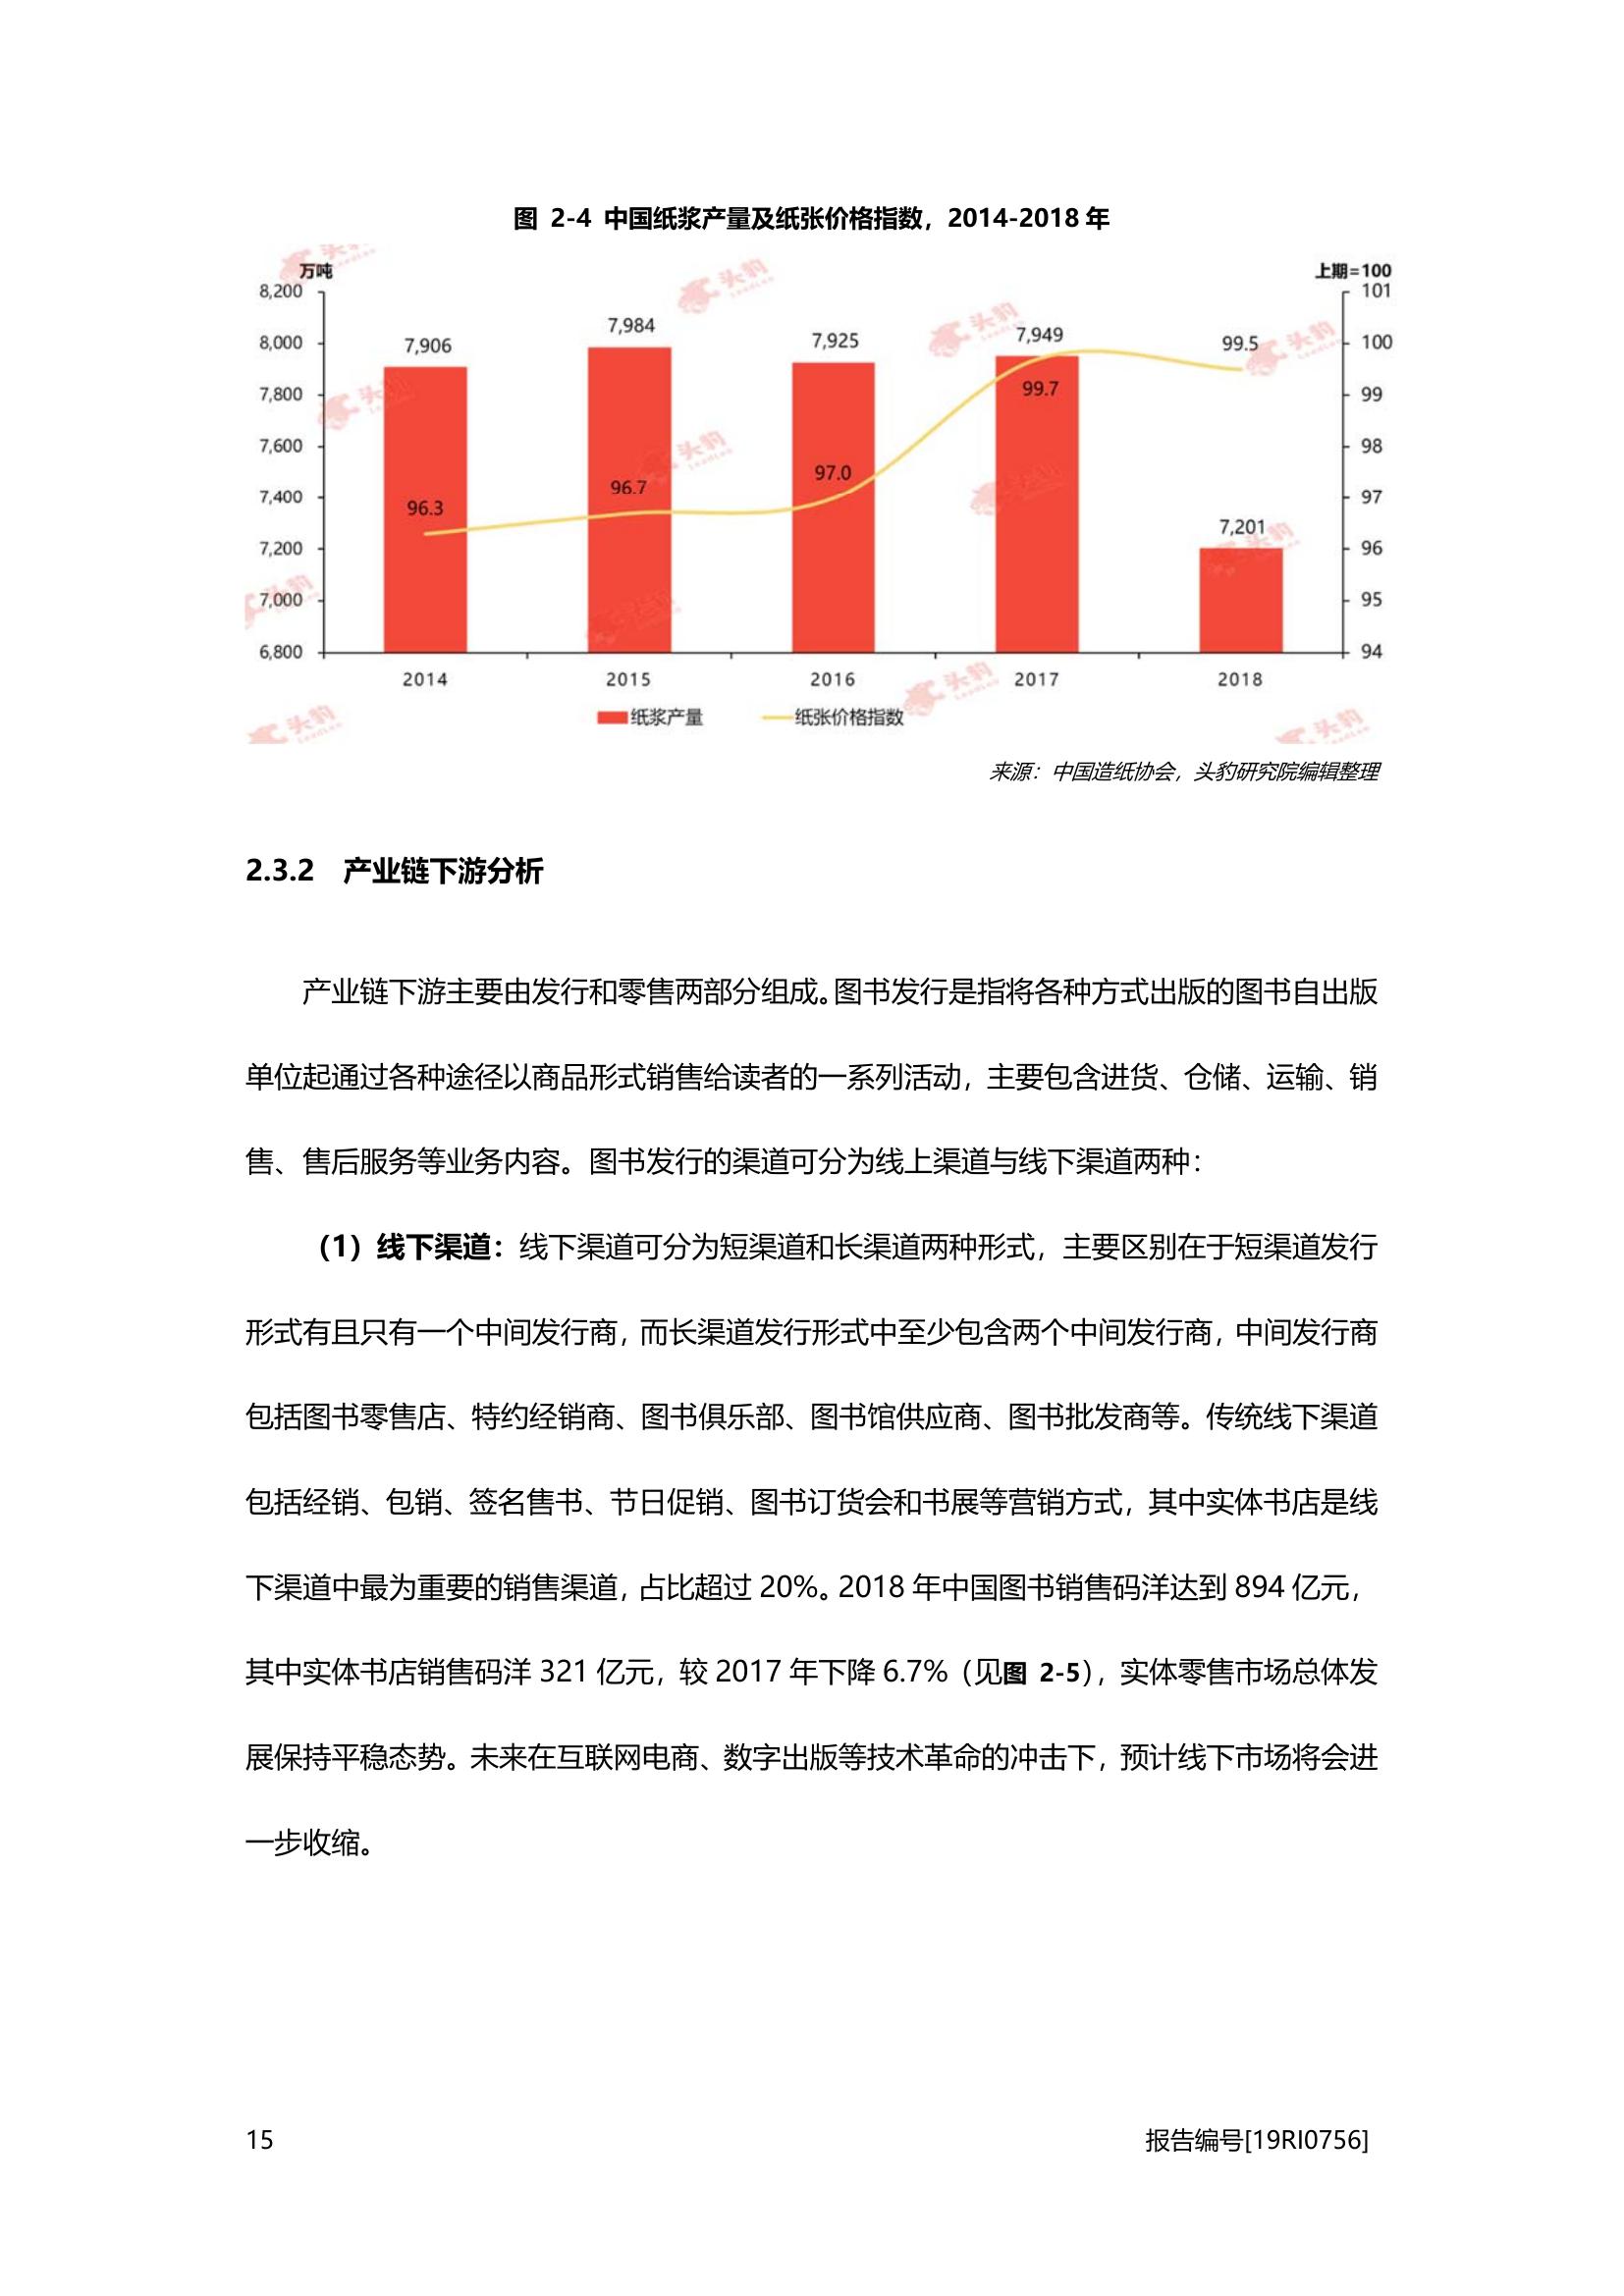 图 2-4 中国纸浆产量及纸张价格指数，2014-2018 年
万吨
上期=100
8,200
8,000
7,800
7,600
7,400
7,200
7,000
6,800
101
100
99
98
97
96
95
94
7,906
7,984
7,925
7,949
7,201
96.3
96.7
97.0
99.7
99.5
2014
2015
2016
2017
2018
纸浆产量
纸张价格指数
头豹
LeadLeo
来源：中国造纸协会，头豹研究院编辑整理
2.3.2 产业链下游分析
产业链下游主要由发行和零售两部分组成。图书发行是指将各种方式出版的图书自出版
单位起通过各种途径以商品形式销售给读者的一系列活动，主要包含进货、仓储、运输、销
售、售后服务等业务内容。图书发行的渠道可分为线上渠道与线下渠道两种：
（1）线下渠道：线下渠道可分为短渠道和长渠道两种形式，主要区别在于短渠道发行
形式有且只有一个中间发行商，而长渠道发行形式中至少包含两个中间发行商，中间发行商
包括图书零售店、特约经销商、图书俱乐部、图书馆供应商、图书批发商等。传统线下渠道
包括经销、包销、签名售书、节日促销、图书订货会和书展等营销方式，其中实体书店是线
下渠道中最为重要的销售渠道，占比超过 20%。2018 年中国图书销售码洋达到 894 亿元，
其中实体书店销售码洋 321 亿元，较 2017 年下降 6.7%（见图 2-5），实体零售市场总体发
展保持平稳态势。未来在互联网电商、数字出版等技术革命的冲击下，预计线下市场将会进
一步收缩。
15
报告编号[19RI0756]